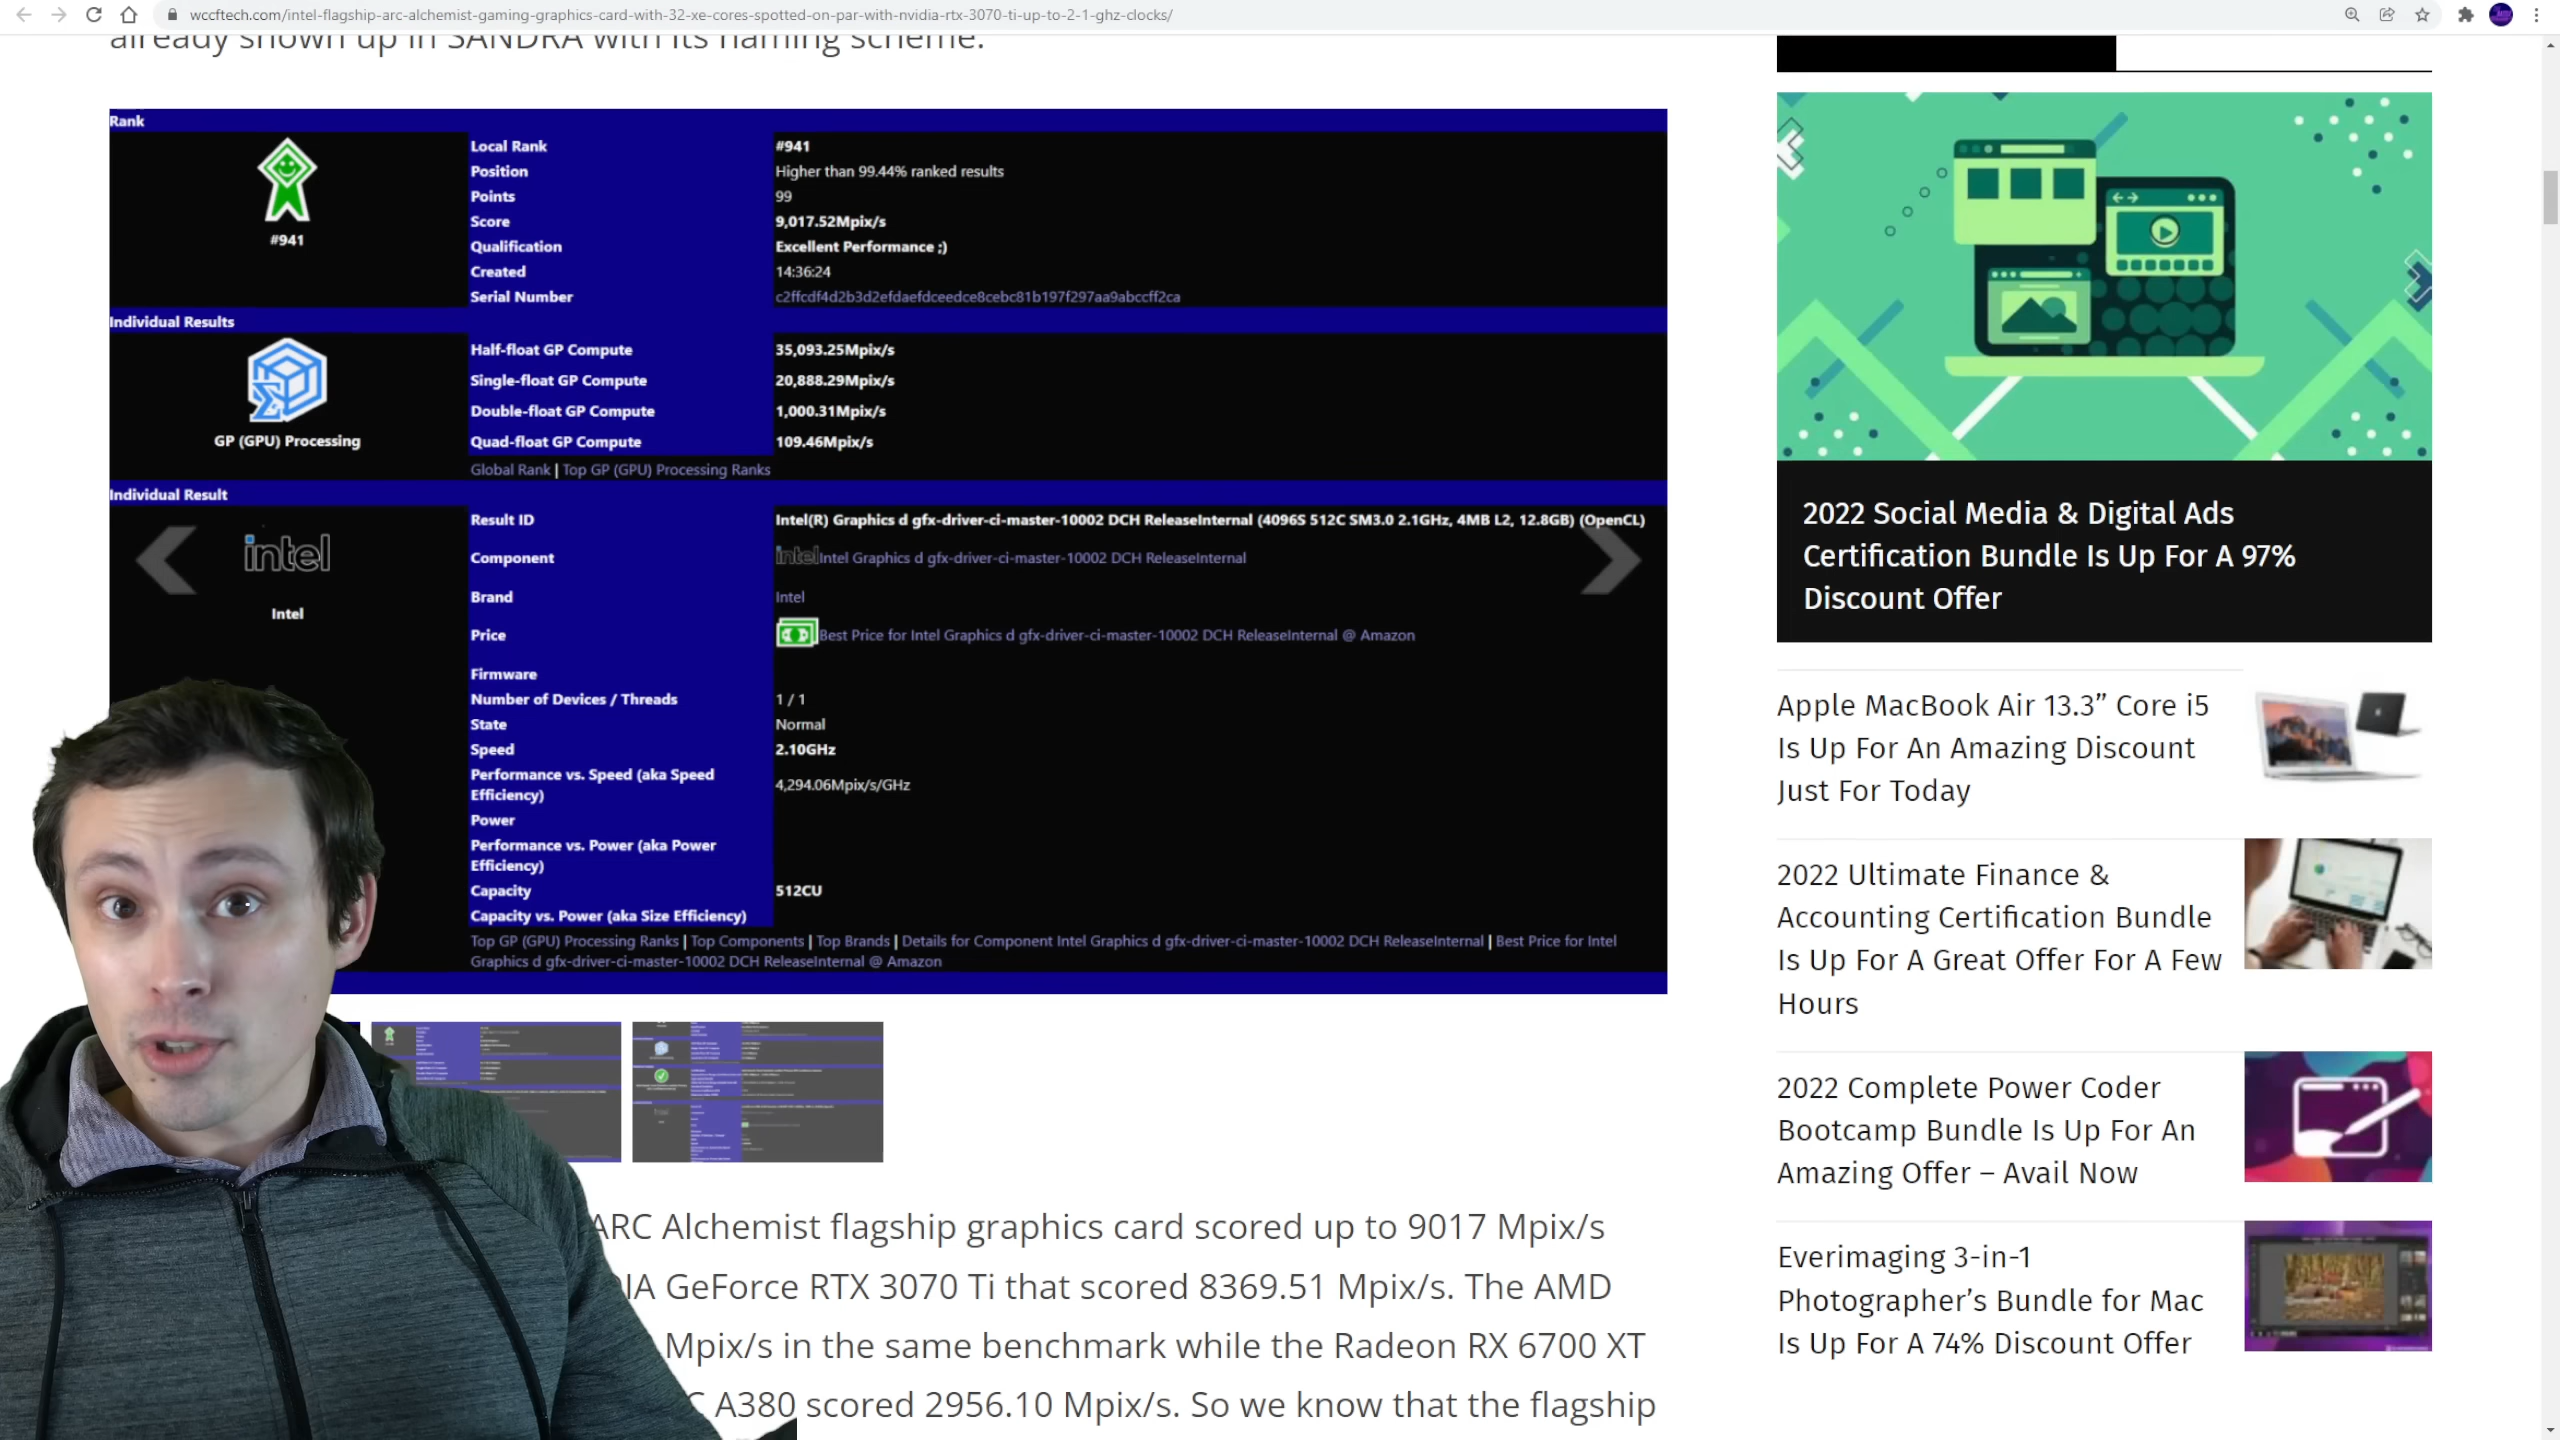 wccftech.com/intel-flagship-arc-alchemist-gaming-graphics-card-with-32-xe-cores-spotted-on-par-with-nvidia-rtx-3070-ti-up-to-2-1-ghz-clocks/
already shown up in SANDRA with its naming scheme.
Rank
Local Rank #941
Position Higher than 99.44% ranked results
Points 99
Score 9,017.52Mpix/s
#941
Qualification Excellent Performance ;)
Created 14:36:24
Serial Number c2ffcdf4d2b3d2efdaefdceedce8cebc81b197f297aa9abccff2ca
Individual Results
Half-float GP Compute 35,093.25Mpix/s
Single-float GP Compute 20,888.29Mpix/s
Double-float GP Compute 1,000.31Mpix/s
GP (GPU) Processing
Quad-float GP Compute 109.46Mpix/s
Global Rank | Top GP (GPU) Processing Ranks
Individual Result
Result ID Intel(R) Graphics d gfx-driver-ci-master-10002 DCH ReleaseInternal (4096S 512C SM3.0 2.1GHz, 4MB L2, 12.8GB) (OpenCL)
intel
Component intel Intel Graphics d gfx-driver-ci-master-10002 DCH ReleaseInternal
Brand Intel
Intel
Price Best Price for Intel Graphics d gfx-driver-ci-master-10002 DCH ReleaseInternal @ Amazon
Firmware
Number of Devices / Threads 1 / 1
State Normal
Speed 2.10GHz
Performance vs. Speed (aka Speed
Efficiency) 4,294.06Mpix/s/GHz
Power
Performance vs. Power (aka Power
Efficiency)
Capacity 512CU
Capacity vs. Power (aka Size Efficiency)
Top GP (GPU) Processing Ranks | Top Components | Top Brands | Details for Component Intel Graphics d gfx-driver-ci-master-10002 DCH ReleaseInternal | Best Price for Intel
Graphics d gfx-driver-ci-master-10002 DCH ReleaseInternal @ Amazon
ARC Alchemist flagship graphics card scored up to 9017 Mpix/s
GeForce RTX 3070 Ti that scored 8369.51 Mpix/s. The AMD
Mpix/s in the same benchmark while the Radeon RX 6700 XT
A380 scored 2956.10 Mpix/s. So we know that the flagship
2022 Social Media & Digital Ads
Certification Bundle Is Up For A 97%
Discount Offer
Apple MacBook Air 13.3” Core i5
Is Up For An Amazing Discount
Just For Today
2022 Ultimate Finance &
Accounting Certification Bundle
Is Up For A Great Offer For A Few
Hours
2022 Complete Power Coder
Bootcamp Bundle Is Up For An
Amazing Offer – Avail Now
Everimaging 3-in-1
Photographer’s Bundle for Mac
Is Up For A 74% Discount Offer